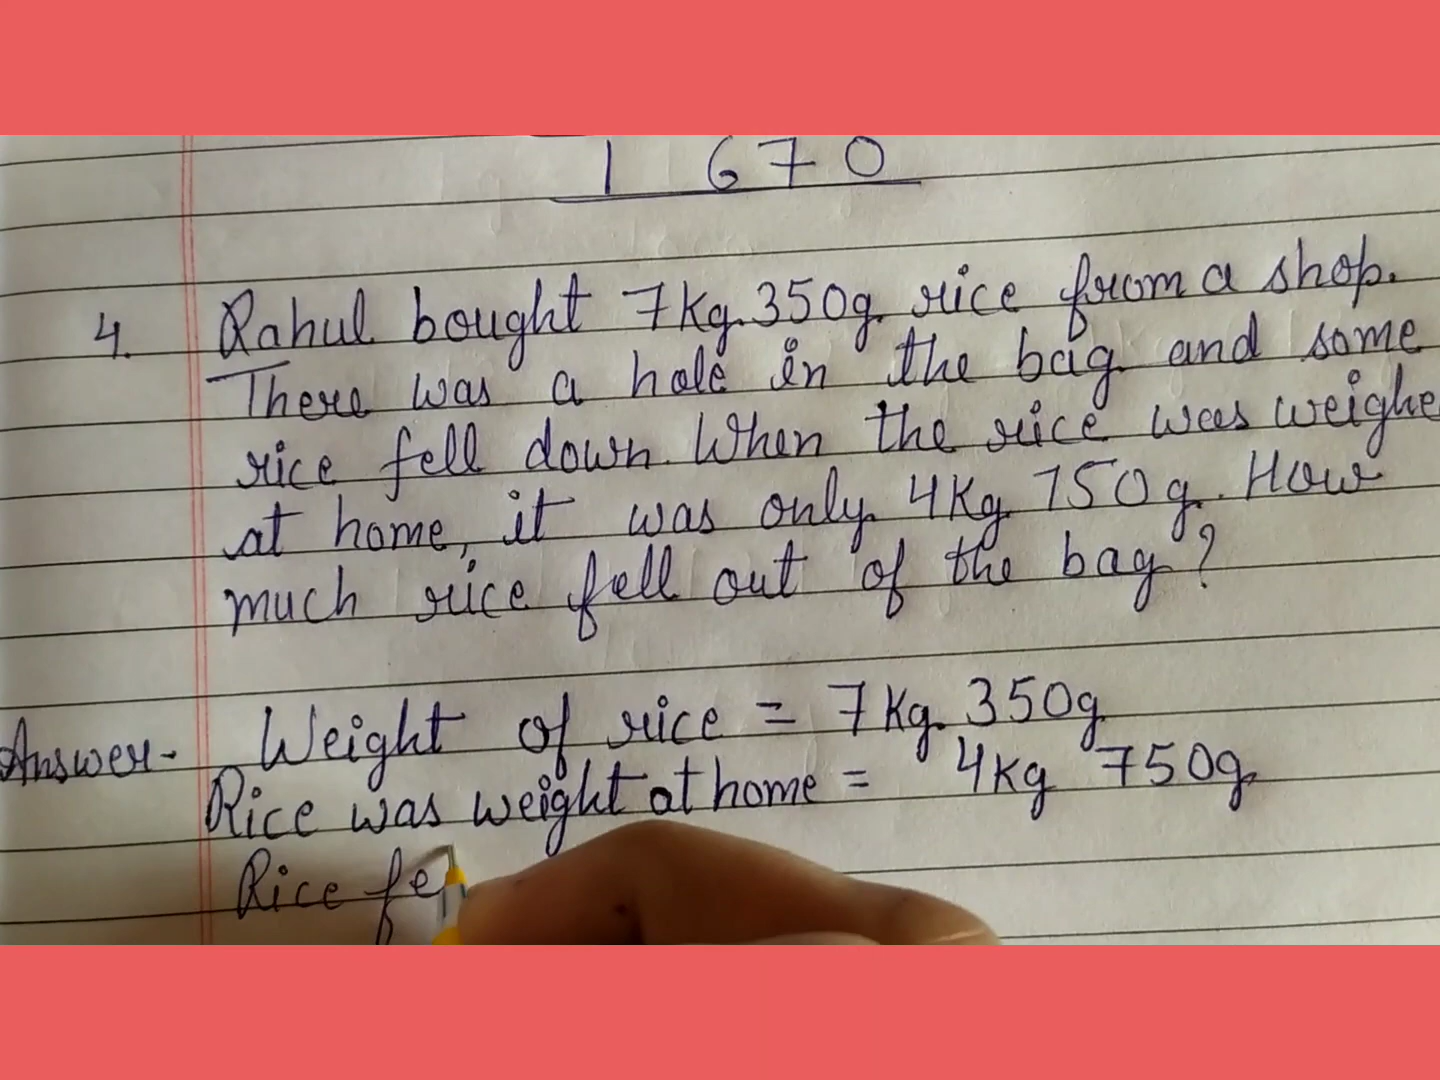 1 670
4. Rahul bought 7kg. 350g. rice from a shop.
There was a hole in the bag and some
rice fell down. When the rice was weighe
at home, it was only 4kg 750g. How
much rice fell out of the bag?
Answer- Weight of rice = 7kg. 350g
Rice was weight at home = 4kg 750g
Rice fe